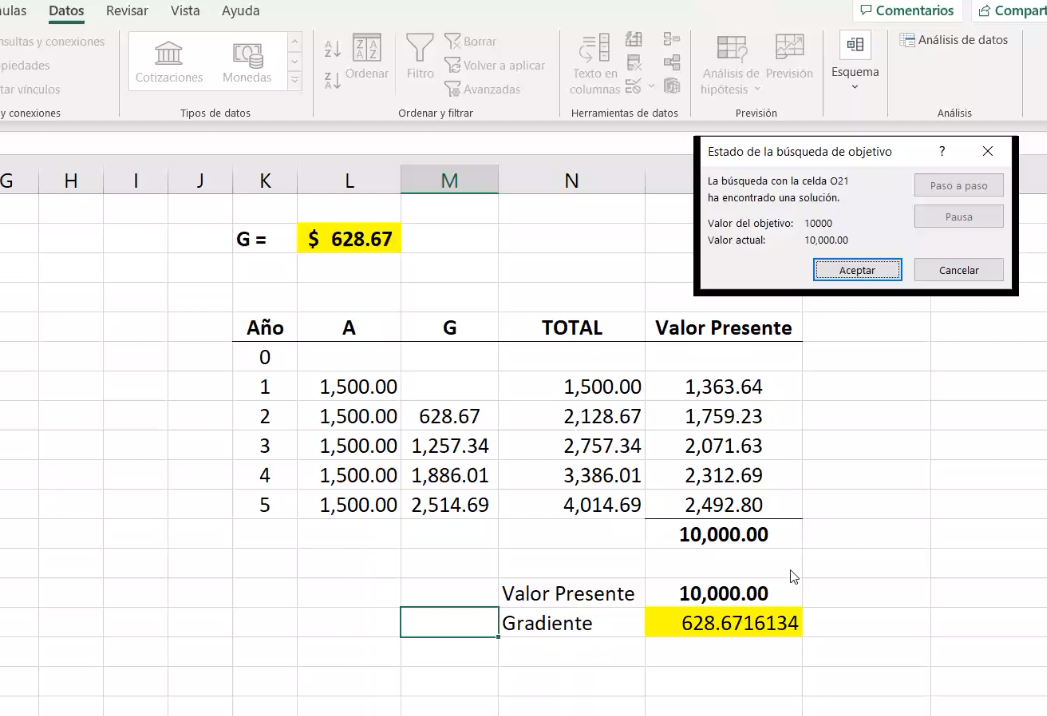 ulas Datos Revisar Vista Ayuda Comentarios Compart
nsultas y conexiones
piedades
tar vínculos
y conexiones
Cotizaciones Monedas
Tipos de datos
Ordenar
Filtro
Borrar
Volver a aplicar
Avanzadas
Ordenar y filtrar
Texto en
columnas
Herramientas de datos
Análisis de
hipótesis
Previsión
Previsión
Esquema
Análisis de datos
Análisis
Estado de la búsqueda de objetivo ?
La búsqueda con la celda O21
ha encontrado una solución.
Valor del objetivo: 10000
Valor actual: 10,000.00
Paso a paso
Pausa
Aceptar Cancelar
G H I J K L M N
G = $ 628.67
Año A G TOTAL Valor Presente
0
1 1,500.00 1,500.00 1,363.64
2 1,500.00 628.67 2,128.67 1,759.23
3 1,500.00 1,257.34 2,757.34 2,071.63
4 1,500.00 1,886.01 3,386.01 2,312.69
5 1,500.00 2,514.69 4,014.69 2,492.80
10,000.00
Valor Presente 10,000.00
Gradiente 628.6716134